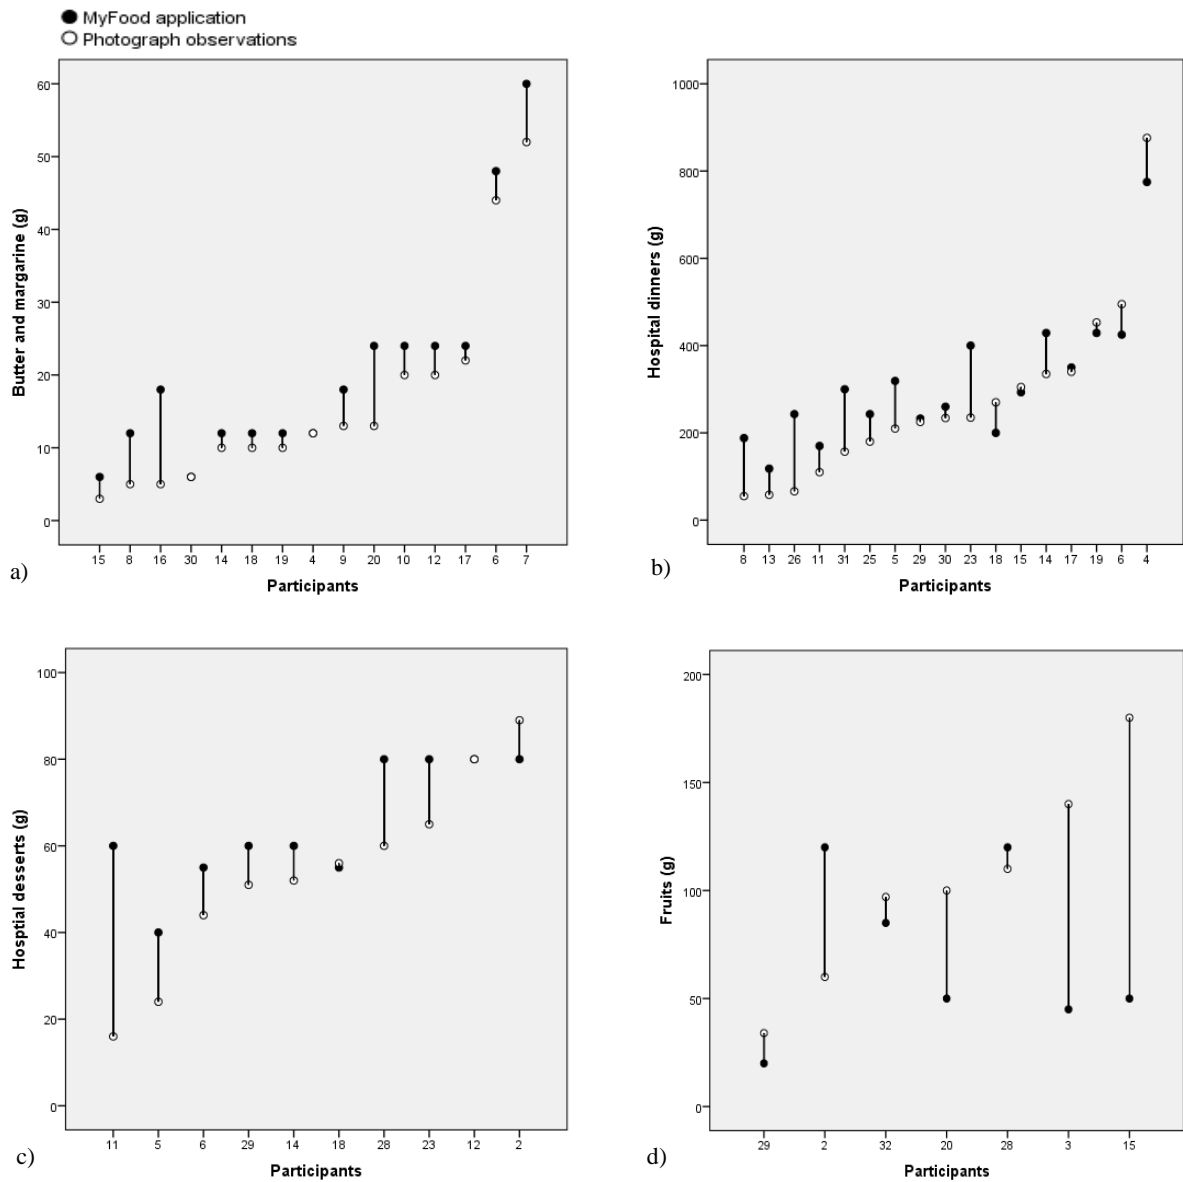 MyFood application
Photograph observations
60
50
40
30
20
10
0
Butter and margarine (g)
15 8 16 30 14 18 19 4 9 20 10 12 17 6 7
Participants
a)
1000
800
600
400
200
0
Hospital dinners (g)
8 13 26 11 31 25 5 29 30 23 18 15 14 17 19 6 4
Participants
b)
100
80
60
40
20
0
Hosptial desserts (g)
11 5 6 29 14 18 28 23 12 2
Participants
c)
200
150
100
50
0
Fruits (g)
29 2 32 20 28 3 15
Participants
d)